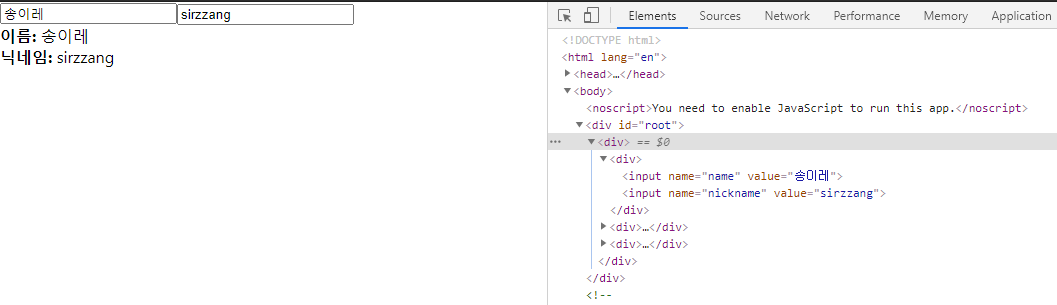 송이레 sirzzang
이름: 송이레
닉네임: sirzzang
Elements Sources Network Performance Memory Application
<!DOCTYPE html>
<html lang="en">
<head>…</head>
<body>
<noscript>You need to enable JavaScript to run this app.</noscript>
<div id="root">
… <div> == $0
<div>
<input name="name" value="송이레">
<input name="nickname" value="sirzzang">
</div>
<div>…</div>
<div>…</div>
</div>
</div>
<!--